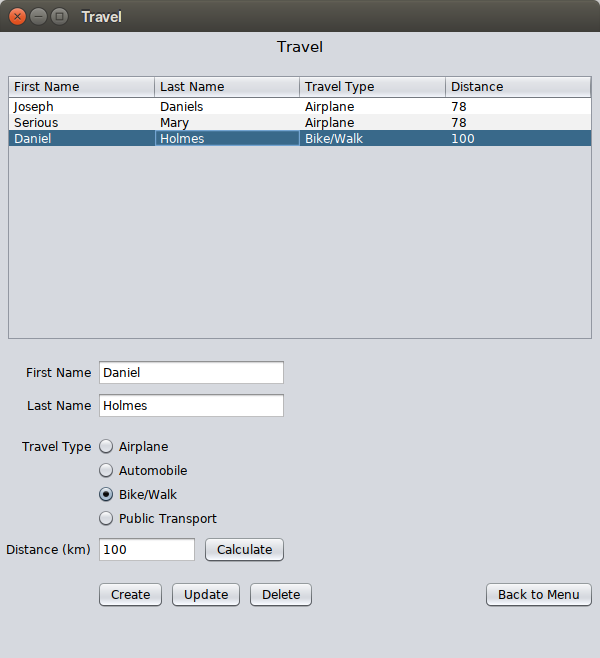 Travel
Travel
First Name Last Name Travel Type Distance
Joseph Daniels Airplane 78
Serious Mary Airplane 78
Daniel Holmes Bike/Walk 100
First Name Daniel
Last Name Holmes
Travel Type Airplane
Automobile
Bike/Walk
Public Transport
Distance (km) 100 Calculate
Create Update Delete Back to Menu